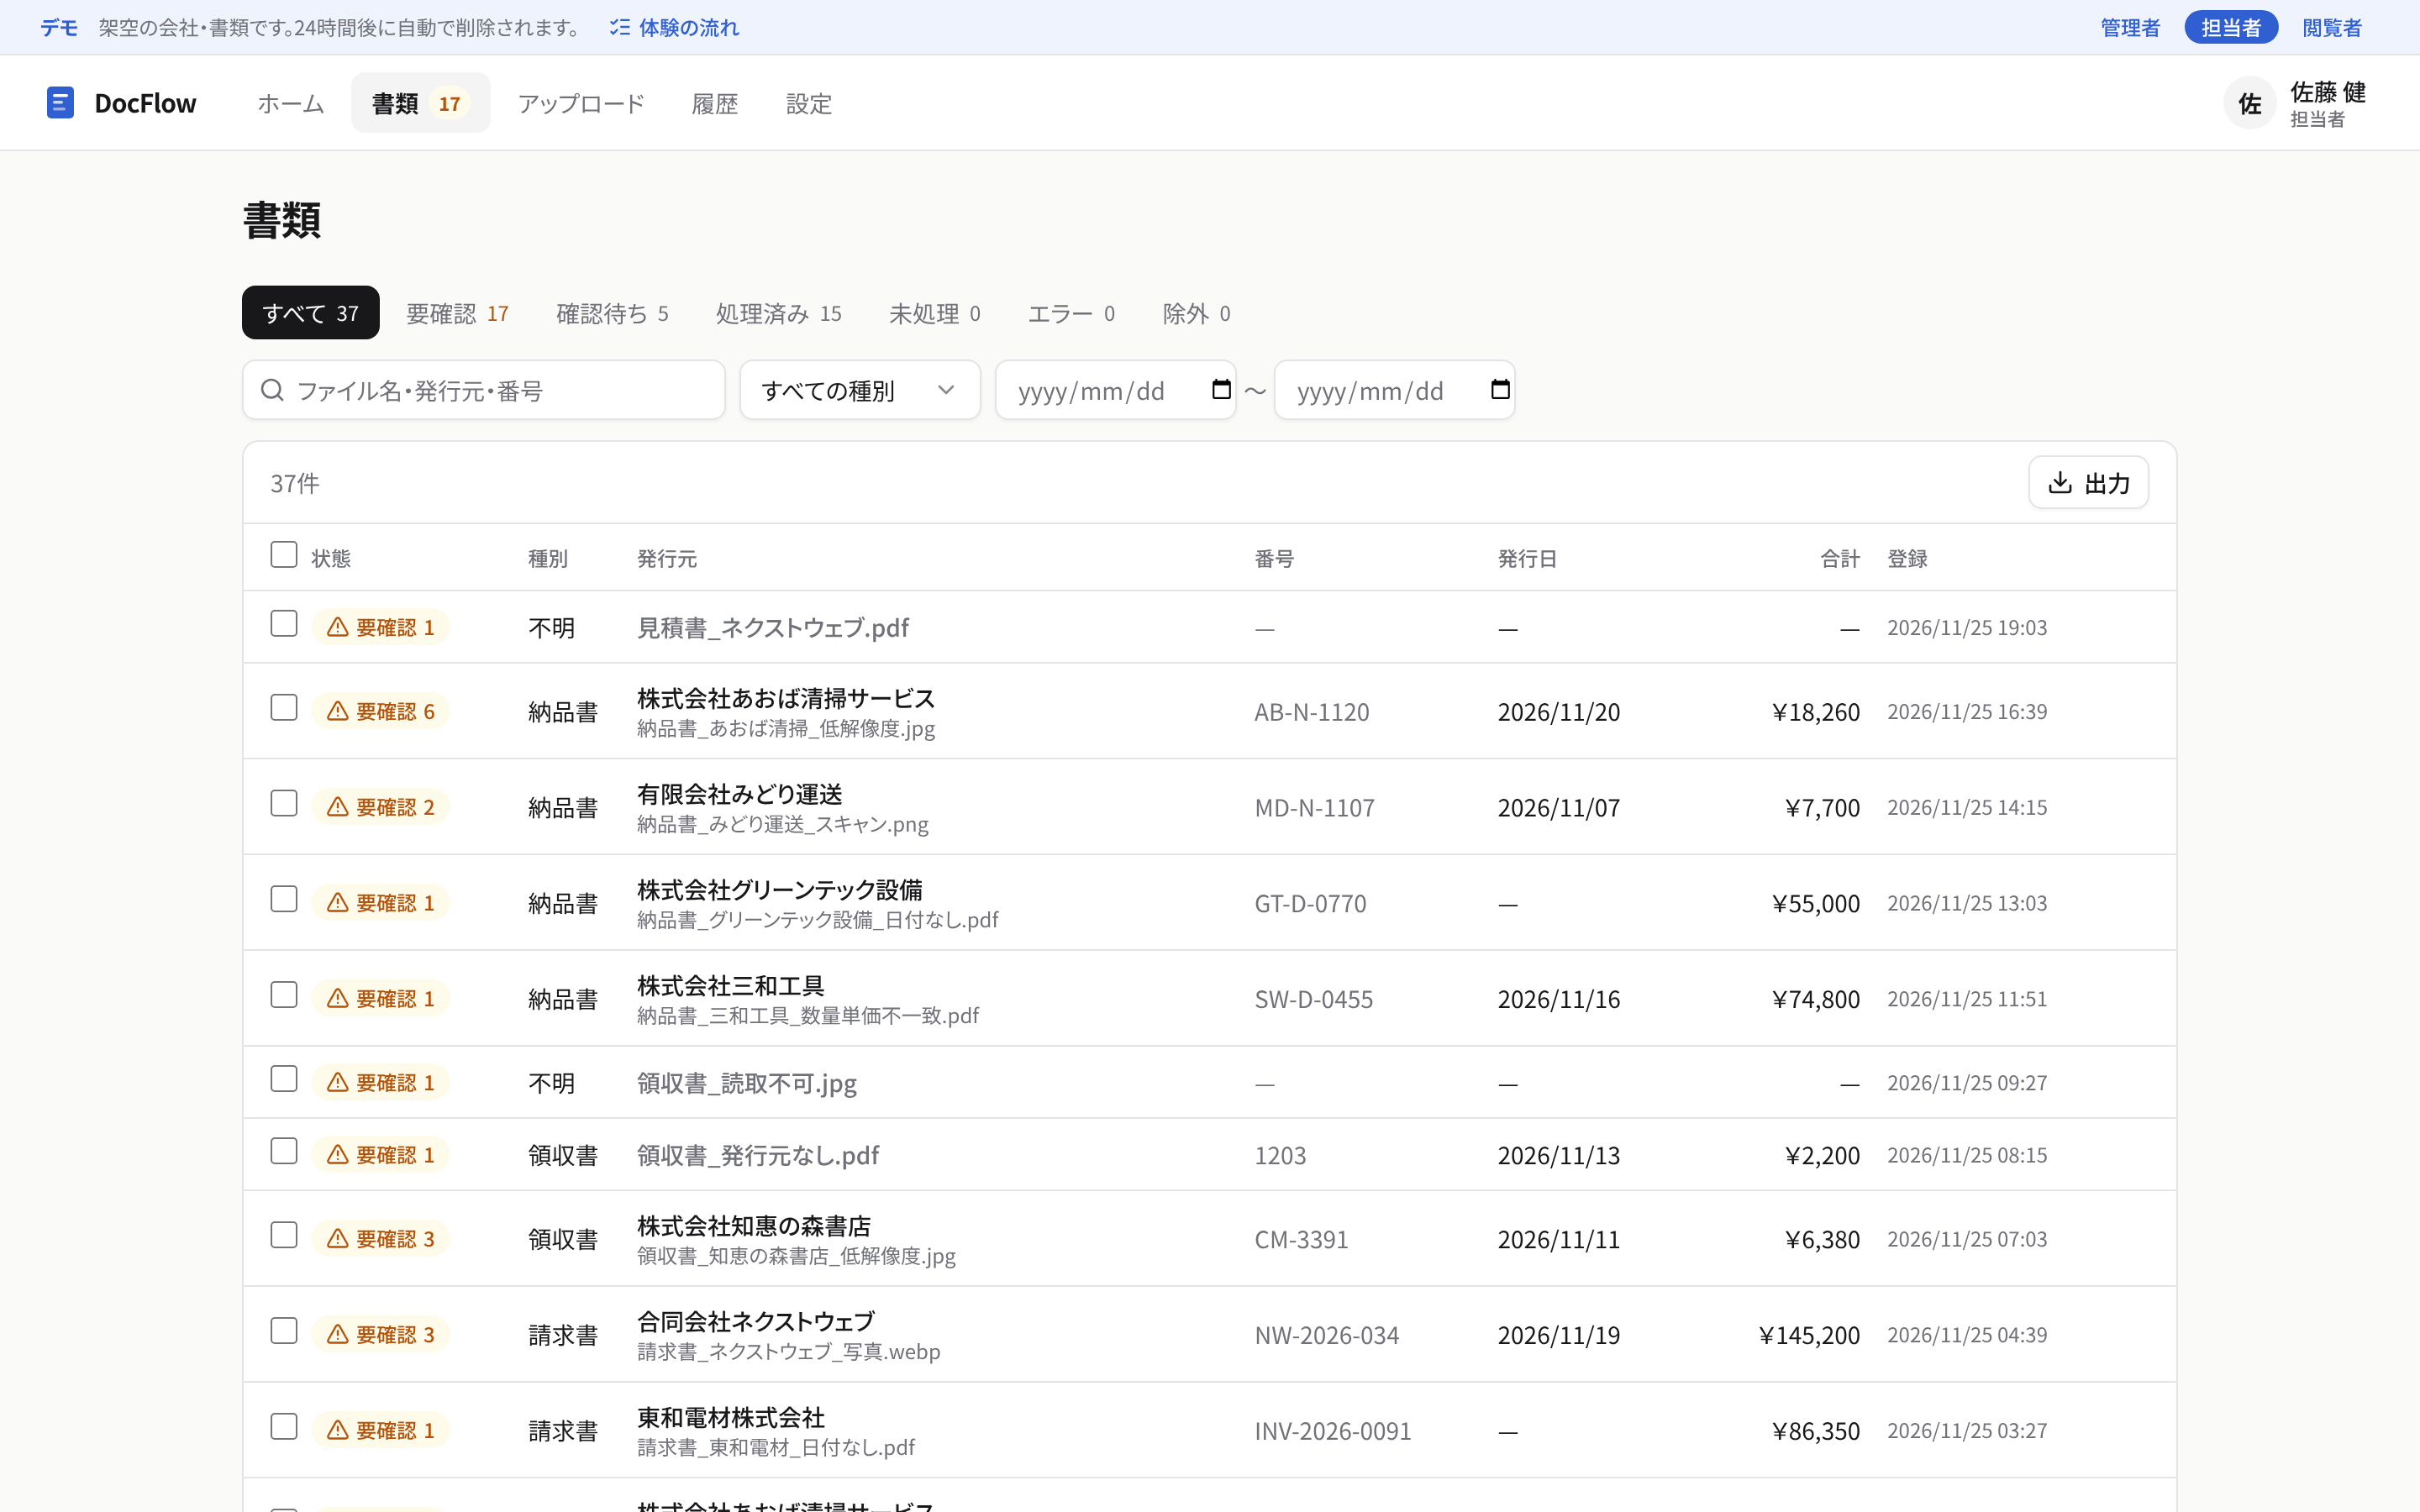 デモ 架空の会社・書類です。24時間後に自動で削除されます。 体験の流れ 管理者 担当者 閲覧者
DocFlow ホーム 書類 17 アップロード 履歴 設定 佐 佐藤 健
担当者
書類
すべて 37 要確認 17 確認待ち 5 処理済み 15 未処理 0 エラー 0 除外 0
ファイル名・発行元・番号 すべての種別 yyyy/mm/dd 〜 yyyy/mm/dd
37件 出力
状態 種別 発行元 番号 発行日 合計 登録
要確認 1 不明 見積書_ネクストウェブ.pdf — — — 2026/11/25 19:03
要確認 6 納品書 株式会社あおば清掃サービス AB-N-1120 2026/11/20 ¥18,260 2026/11/25 16:39
納品書_あおば清掃_低解像度.jpg
要確認 2 納品書 有限会社みどり運送 MD-N-1107 2026/11/07 ¥7,700 2026/11/25 14:15
納品書_みどり運送_スキャン.png
要確認 1 納品書 株式会社グリーンテック設備 GT-D-0770 — ¥55,000 2026/11/25 13:03
納品書_グリーンテック設備_日付なし.pdf
要確認 1 納品書 株式会社三和工具 SW-D-0455 2026/11/16 ¥74,800 2026/11/25 11:51
納品書_三和工具_数量単価不一致.pdf
要確認 1 不明 領収書_読取不可.jpg — — — 2026/11/25 09:27
要確認 1 領収書 領収書_発行元なし.pdf 1203 2026/11/13 ¥2,200 2026/11/25 08:15
要確認 3 領収書 株式会社知惠の森書店 CM-3391 2026/11/11 ¥6,380 2026/11/25 07:03
領収書_知恵の森書店_低解像度.jpg
要確認 3 請求書 合同会社ネクストウェブ NW-2026-034 2026/11/19 ¥145,200 2026/11/25 04:39
請求書_ネクストウェブ_写真.webp
要確認 1 請求書 東和電材株式会社 INV-2026-0091 — ¥86,350 2026/11/25 03:27
請求書_東和電材_日付なし.pdf
株式会社あおば清掃サービス